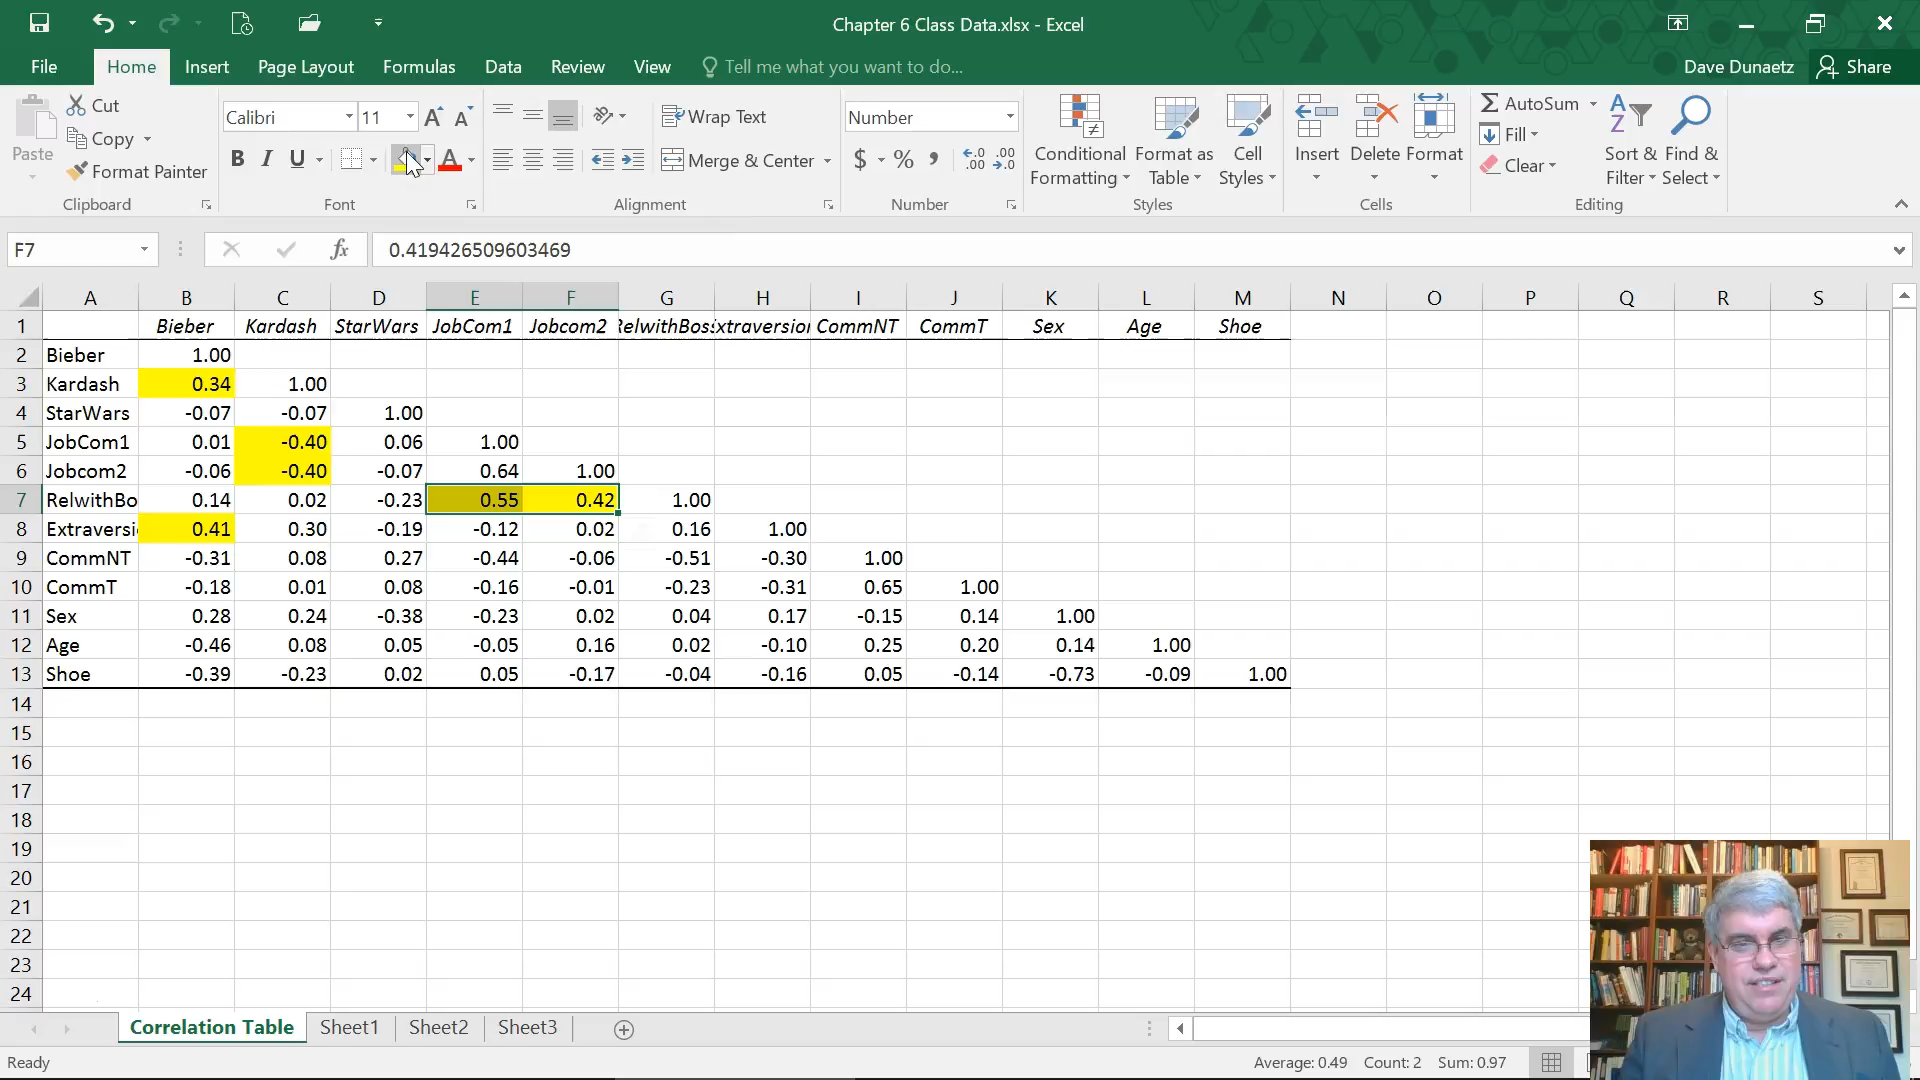 Chapter 6 Class Data.xlsx - Excel
File Home Insert Page Layout Formulas Data Review View Tell me what you want to do... Dave Dunaetz Share
Paste Cut
Copy
Format Painter
Clipboard
Calibri 11
B I U A
Font
Wrap Text
Merge & Center
Alignment
Number
$ % ,
Number
Conditional Formatting
Format as Table
Cell Styles
Styles
Insert Delete Format
Cells
AutoSum
Fill
Clear
Sort & Filter
Find & Select
Editing
F7 fx 0.419426509603469
A B C D E F G H I J K L M N O P Q R S
1 Bieber Kardash StarWars JobCom1 Jobcom2 RelwithBoss Extraversion CommNT CommT Sex Age Shoe
2 Bieber 1.00
3 Kardash 0.34 1.00
4 StarWars -0.07 -0.07 1.00
5 JobCom1 0.01 -0.40 0.06 1.00
6 Jobcom2 -0.06 -0.40 -0.07 0.64 1.00
7 RelwithBo 0.14 0.02 -0.23 0.55 0.42 1.00
8 Extraversi 0.41 0.30 -0.19 -0.12 0.02 0.16 1.00
9 CommNT -0.31 0.08 0.27 -0.44 -0.06 -0.51 -0.30 1.00
10 CommT -0.18 0.01 0.08 -0.16 -0.01 -0.23 -0.31 0.65 1.00
11 Sex 0.28 0.24 -0.38 -0.23 0.02 0.04 0.17 -0.15 0.14 1.00
12 Age -0.46 0.08 0.05 -0.05 0.16 0.02 -0.10 0.25 0.20 0.14 1.00
13 Shoe -0.39 -0.23 0.02 0.05 -0.17 -0.04 -0.16 0.05 -0.14 -0.73 -0.09 1.00
14
15
16
17
18
19
20
21
22
23
24
Correlation Table Sheet1 Sheet2 Sheet3
Ready Average: 0.49 Count: 2 Sum: 0.97